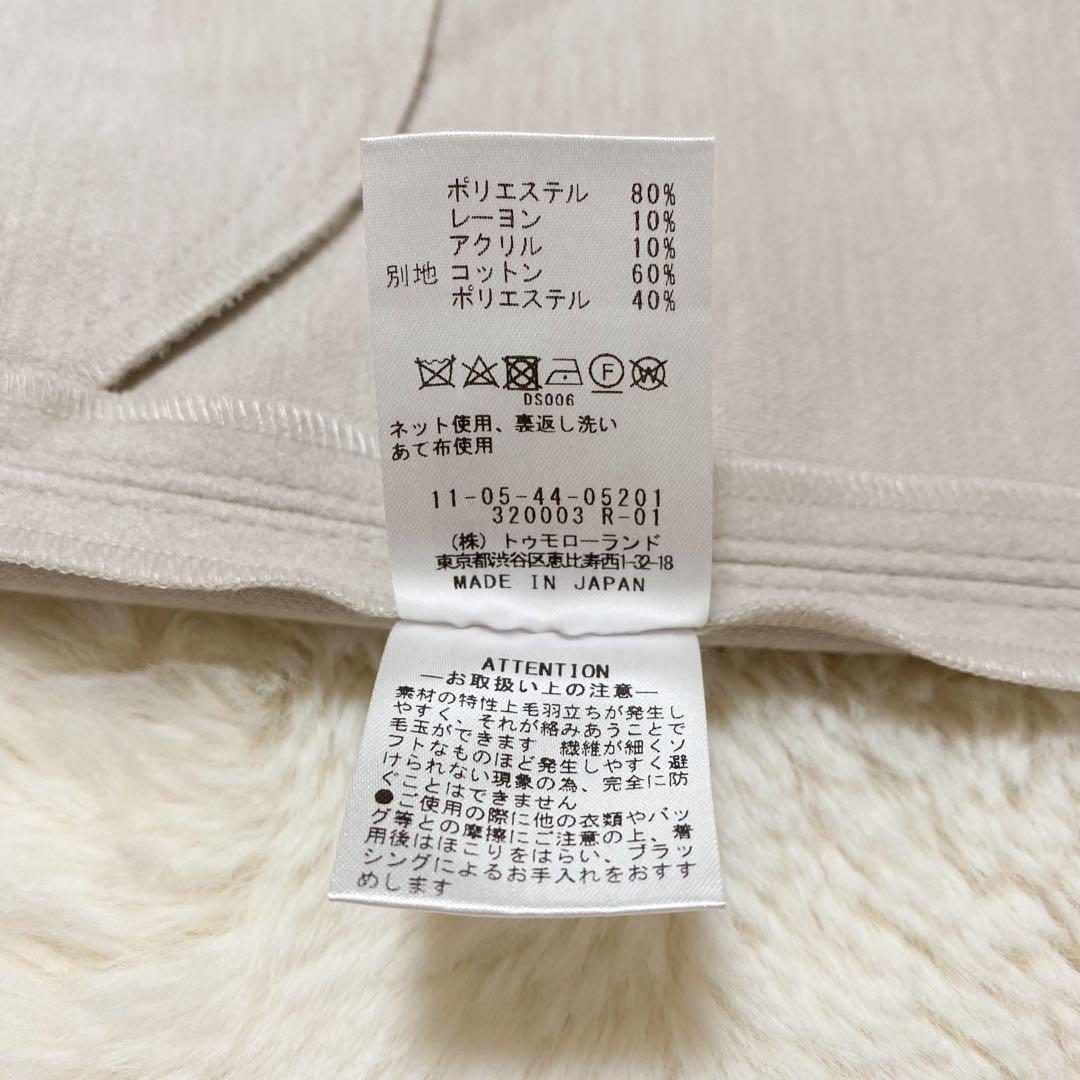 ポリエステル 80%
レーヨン 10%
アクリル 10%
別地 コットン 60%
ポリエステル 40%
F W
DS006
ネット使用、裏返し洗い
あて布使用
11-05-44-05201
320003 R-01
(株) トゥモローランド
東京都渋谷区恵比寿西1-32-18
MADE IN JAPAN
ATTENTION
―お取扱い上の注意―
素材の特性上毛羽立ちが発生し
やすく、それが絡みあうことで
毛玉ができます 繊維が細くソ
フトなものほど発生しやすく避
けられない現象の為、完全に防
ぐことはできません
●ご使用の際に他の衣類やバッ
グ等との摩擦にご注意の上、着
用後はほこりをはらい、ブラッ
シングによるお手入れをおすす
めします